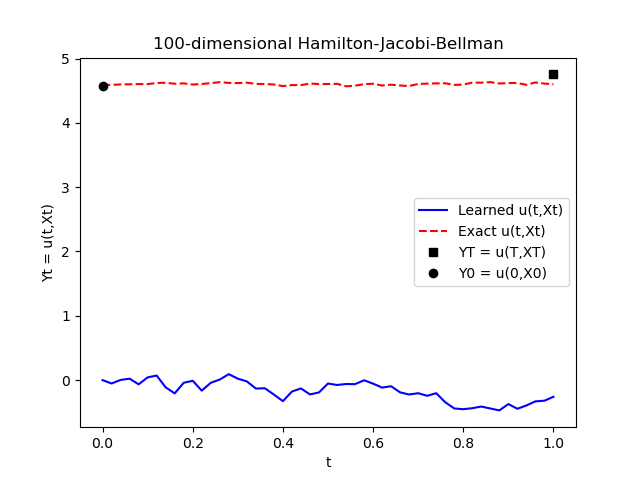 100-dimensional Hamilton-Jacobi-Bellman
Yt = u(t,Xt)
5
4
3
2
1
0
Learned u(t,Xt)
Exact u(t,Xt)
YT = u(T,XT)
Y0 = u(0,X0)
0.0 0.2 0.4 0.6 0.8 1.0
t